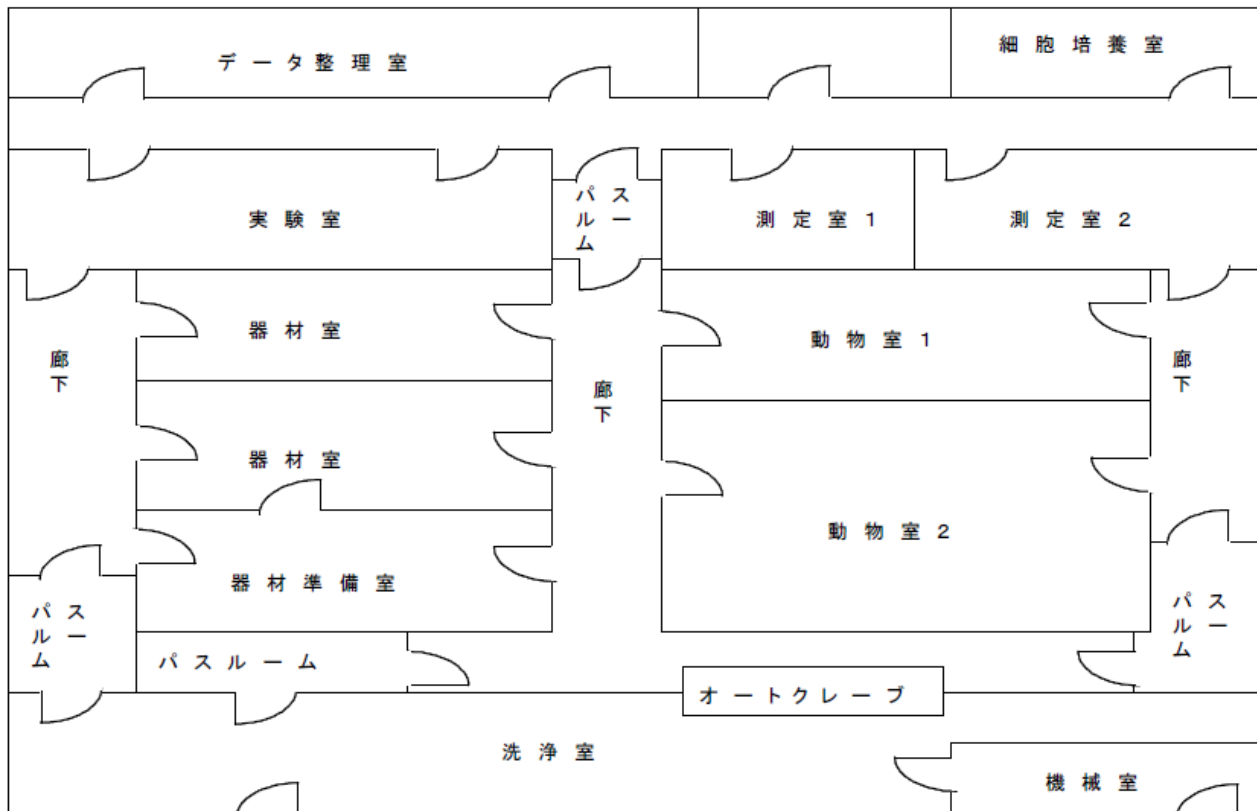 データ整理室
細胞培養室
実験室
パスルーム
測定室1
測定室2
器材室
動物室1
廊下
廊下
廊下
器材室
動物室2
器材準備室
パスルーム
パスルーム
パスルーム
オートクレーブ
洗浄室
機械室